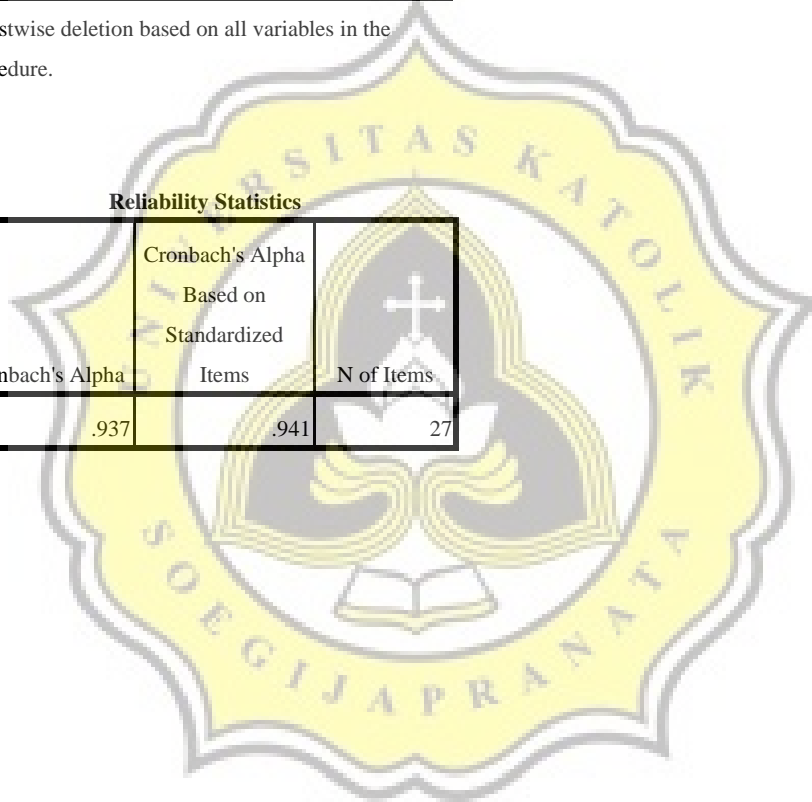 stwise deletion based on all variables in the
edure.
Reliability Statistics
nbach's Alpha
Cronbach's Alpha
Based on
Standardized
Items
N of Items
.937
.941
27
UNIVERSITAS KATOLIK
SOEGIJAPRANATA